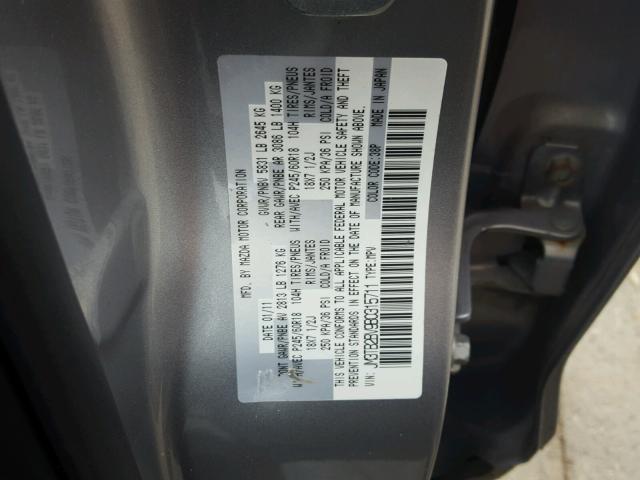 MFD. BY MAZDA MOTOR CORPORATION
DATE 01/11 GVWR/PNBV 5831 LB 2645 KG
FRONT GAWR/PNBE AV 2813 LB 1276 KG REAR GAWR/PNBE AR 3086 LB 1400 KG
WITH/AVEC P245/60R18 104H TIRES/PNEUS WITH/AVEC P245/60R18 104H TIRES/PNEUS
18X7 1/2J RIMS/JANTES 18X7 1/2J RIMS/JANTES
250 KPA/36 PSI COLD/A FROID 250 KPA/36 PSI COLD/A FROID
THIS VEHICLE CONFORMS TO ALL APPLICABLE FEDERAL MOTOR VEHICLE SAFETY AND THEFT
PREVENTION STANDARDS IN EFFECT ON THE DATE OF MANUFACTURE SHOWN ABOVE.
VIN: JM3TB2BVXB0315711 TYPE:MPV
COLOR CODE:38P MADE IN JAPAN